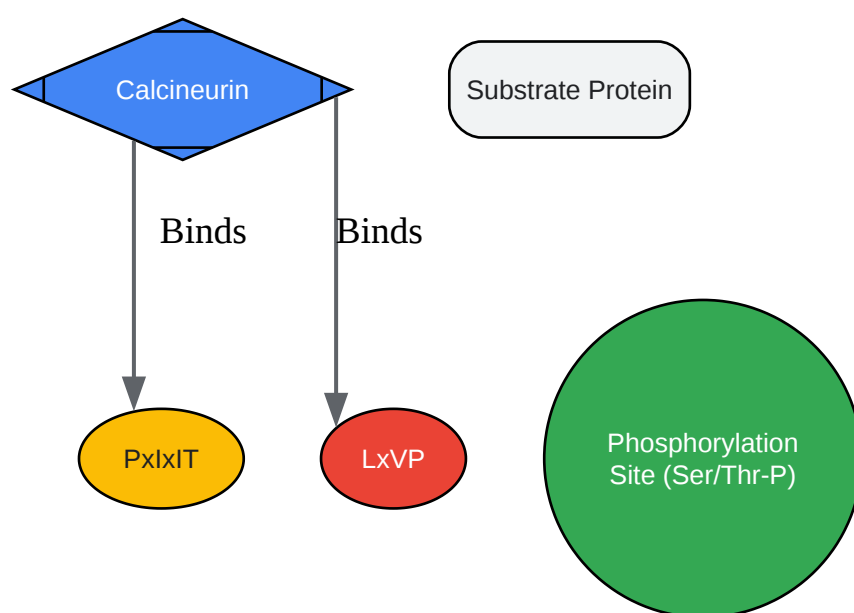 Calcineurin
Substrate Protein
Binds
Binds
PxIxIT
LxVP
Phosphorylation
Site (Ser/Thr-P)